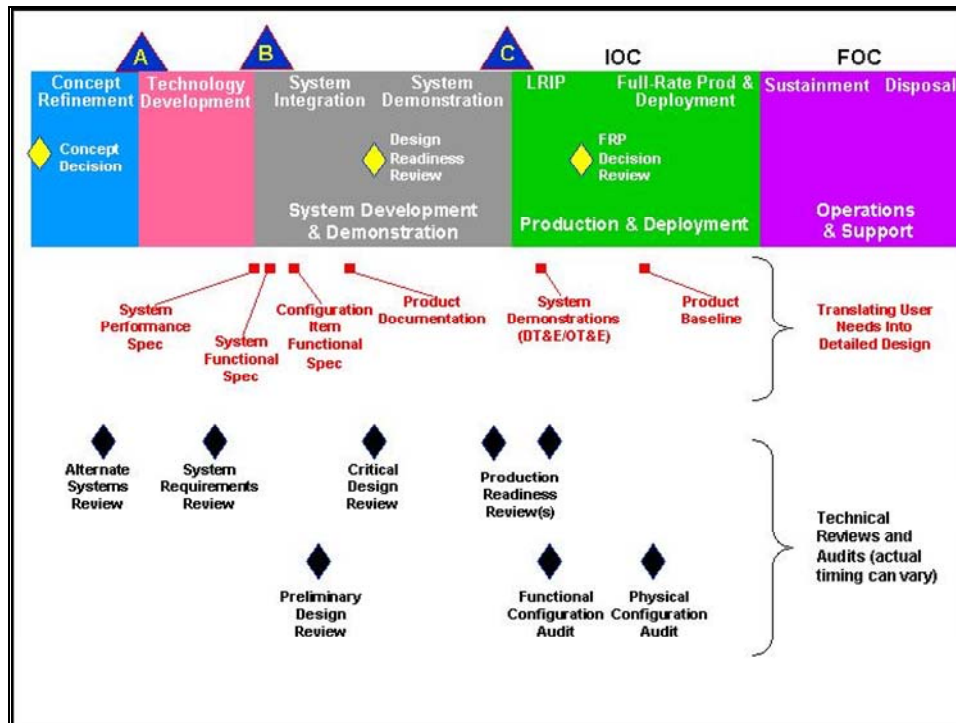 A
B
C
IOC
FOC
Concept
Refinement
Technology
Development
System
Integration
System
Demonstration
LRIP
Full-Rate Prod &
Deployment
Sustainment
Disposal
Concept
Decision
Design
Readiness
Review
FRP
Decision
Review
System Development
& Demonstration
Production & Deployment
Operations
& Support
System
Performance
Spec
System
Functional
Spec
Configuration
Item
Functional
Spec
Product
Documentation
System
Demonstrations
(DT&E/OT&E)
Product
Baseline
Translating User
Needs Into
Detailed Design
Alternate
Systems
Review
System
Requirements
Review
Critical
Design
Review
Production
Readiness
Review(s)
Preliminary
Design
Review
Functional
Configuration
Audit
Physical
Configuration
Audit
Technical
Reviews and
Audits (actual
timing can vary)